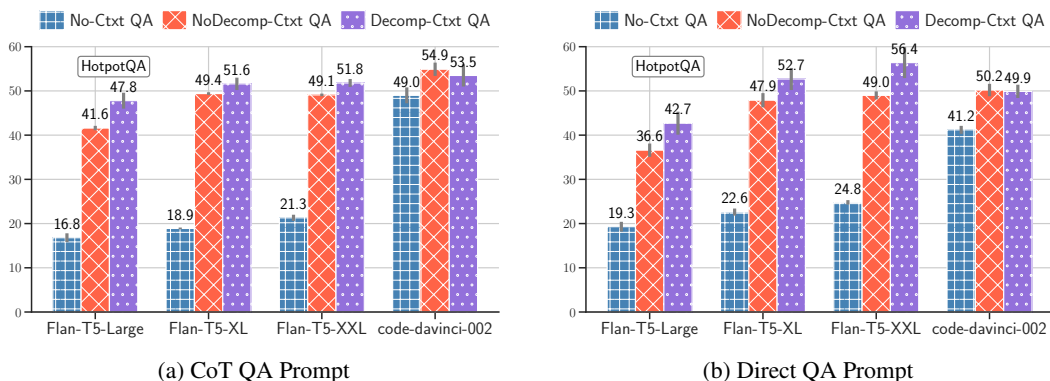 No-Ctxt QA NoDecomp-Ctxt QA Decomp-Ctxt QA
HotpotQA
60
50
40
30
20
10
0
16.8 41.6 47.8
18.9 49.4 51.6
21.3 49.1 51.8
49.0 54.9 53.5
Flan-T5-Large Flan-T5-XL Flan-T5-XXL code-davinci-002
(a) CoT QA Prompt
No-Ctxt QA NoDecomp-Ctxt QA Decomp-Ctxt QA
HotpotQA
60
50
40
30
20
10
0
19.3 36.6 42.7
22.6 47.9 52.7
24.8 49.0 56.4
41.2 50.2 49.9
Flan-T5-Large Flan-T5-XL Flan-T5-XXL code-davinci-002
(b) Direct QA Prompt